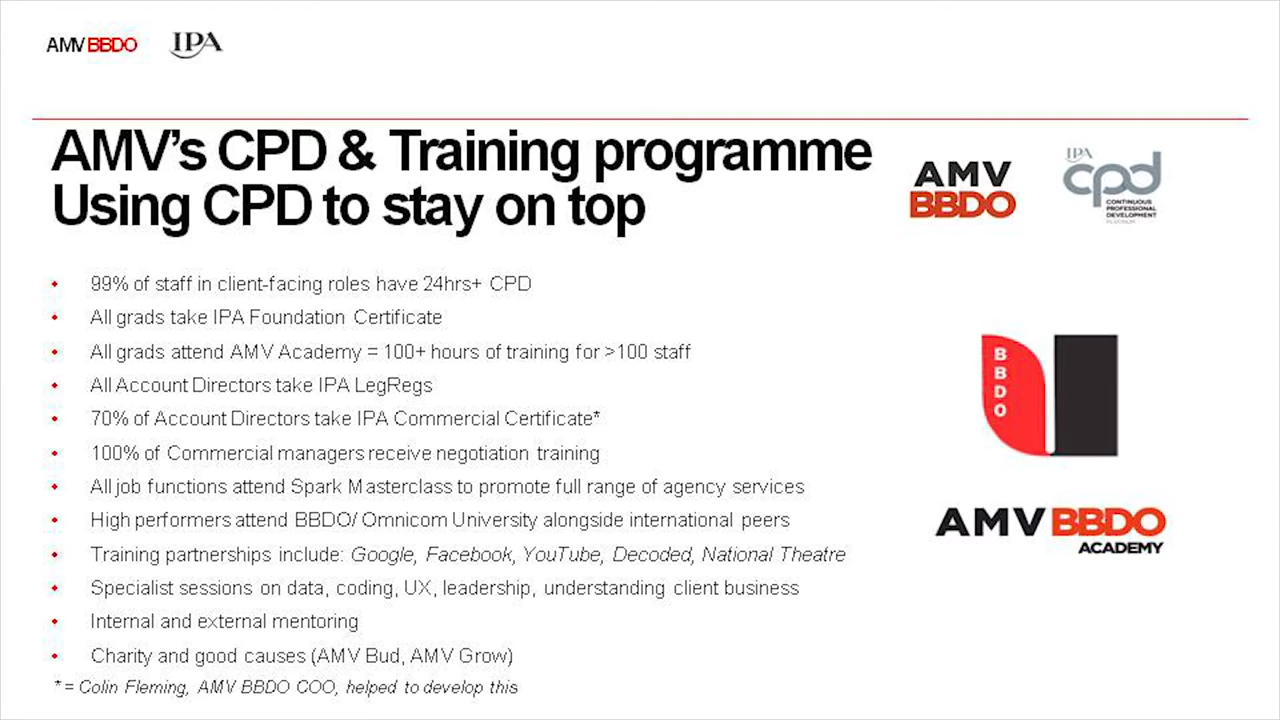 AMV BBDO IPA
AMV's CPD & Training programme
Using CPD to stay on top
AMV
BBDO
IPA
cpd
CONTINUOUS
PROFESSIONAL
DEVELOPMENT
PLATINUM
• 99% of staff in client-facing roles have 24hrs+ CPD
• All grads take IPA Foundation Certificate
• All grads attend AMV Academy = 100+ hours of training for >100 staff
• All Account Directors take IPA LegRegs
• 70% of Account Directors take IPA Commercial Certificate*
• 100% of Commercial managers receive negotiation training
• All job functions attend Spark Masterclass to promote full range of agency services
• High performers attend BBDO/ Omnicom University alongside international peers
• Training partnerships include: Google, Facebook, YouTube, Decoded, National Theatre
• Specialist sessions on data, coding, UX, leadership, understanding client business
• Internal and external mentoring
• Charity and good causes (AMV Bud, AMV Grow)
* = Colin Fleming, AMV BBDO COO, helped to develop this
B
B
D
O
AMV BBDO
ACADEMY